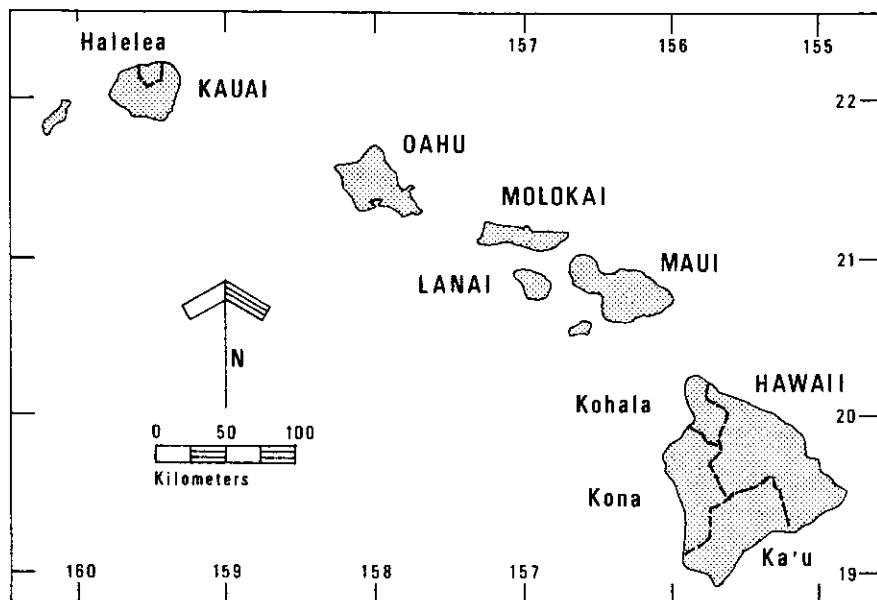 Halelea
KAUAI
157 156 155
22
OAHU
MOLOKAI
21
LANAI
MAUI
N
HAWAII
Kohala
20
0 50 100
Kilometers
Kona
Ka'u
160 159 158 157
19